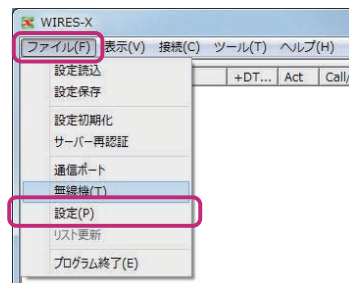 WIRES-X
ファイル(F) 表示(V) 接続(C) ツール(T) ヘルプ(H)
+DT... Act Call/
設定読込
設定保存
設定初期化
サーバー再認証
通信ポート
無線機(T)
設定(P)
リスト更新
プログラム終了(E)